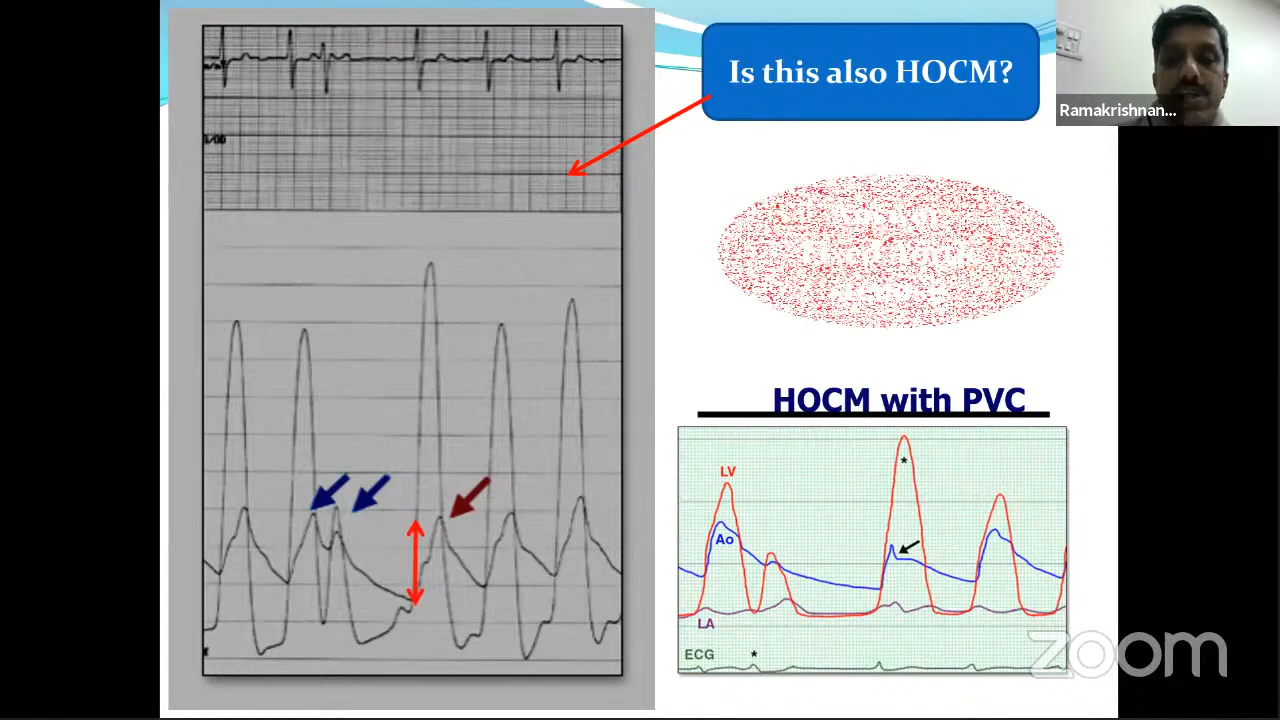 Is this also HOCM?
Ramakrishnan...
HOCM with PVC
LV
*
Ao
LA
ECG
*
zoom